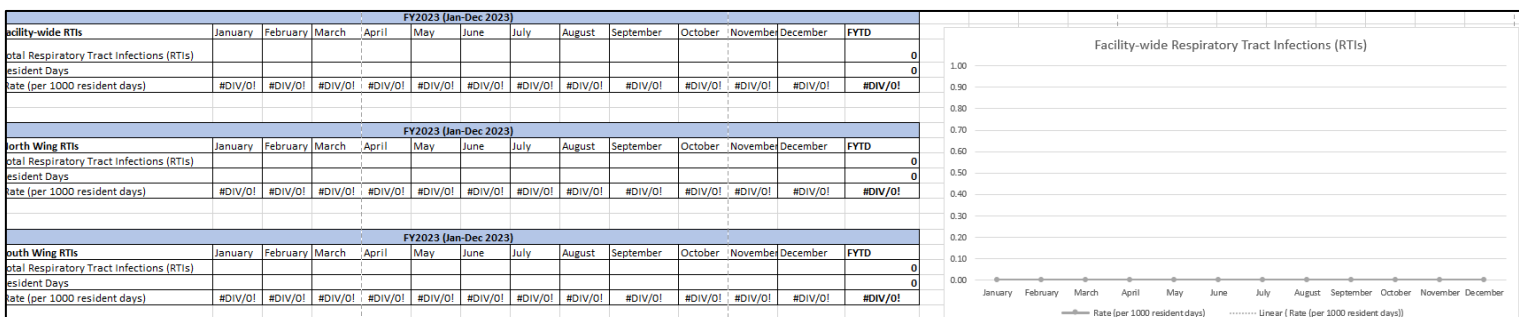 FY2023 (Jan-Dec 2023)
acility-wide RTIs January February March April May June July August September October November December FYTD
otal Respiratory Tract Infections (RTIs) 0
esident Days 0
Rate (per 1000 resident days) #DIV/0! #DIV/0! #DIV/0! #DIV/0! #DIV/0! #DIV/0! #DIV/0! #DIV/0! #DIV/0! #DIV/0! #DIV/0! #DIV/0! #DIV/0!
FY2023 (Jan-Dec 2023)
orth Wing RTIs January February March April May June July August September October November December FYTD
otal Respiratory Tract Infections (RTIs) 0
esident Days 0
Rate (per 1000 resident days) #DIV/0! #DIV/0! #DIV/0! #DIV/0! #DIV/0! #DIV/0! #DIV/0! #DIV/0! #DIV/0! #DIV/0! #DIV/0! #DIV/0! #DIV/0!
FY2023 (Jan-Dec 2023)
outh Wing RTIs January February March April May June July August September October November December FYTD
otal Respiratory Tract Infections (RTIs) 0
esident Days 0
Rate (per 1000 resident days) #DIV/0! #DIV/0! #DIV/0! #DIV/0! #DIV/0! #DIV/0! #DIV/0! #DIV/0! #DIV/0! #DIV/0! #DIV/0! #DIV/0! #DIV/0!
Facility-wide Respiratory Tract Infections (RTIs)
1.00
0.90
0.80
0.70
0.60
0.50
0.40
0.30
0.20
0.10
0.00
January February March April May June July August September October November December
Rate (per 1000 resident days) Linear ( Rate (per 1000 resident days))